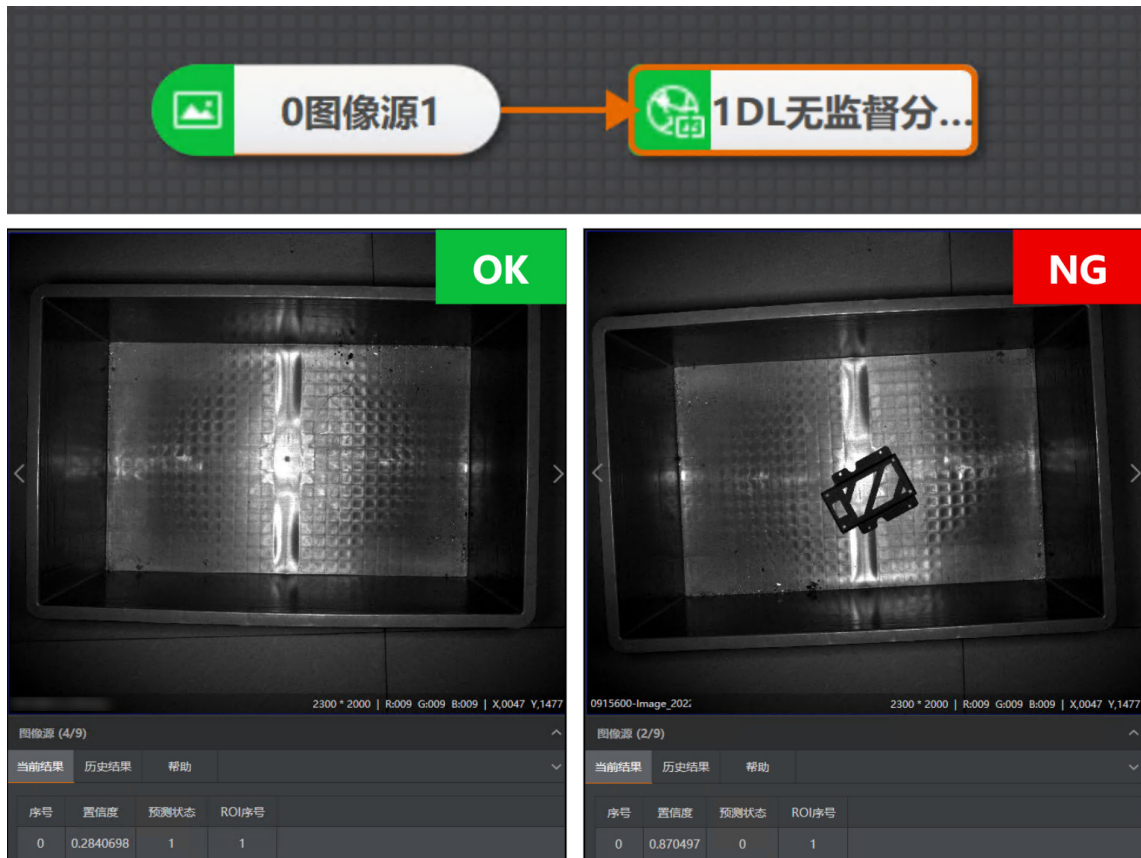 0图像源1
1DL无监督分...
OK
2300 * 2000 | R:009 G:009 B:009 | X,0047 Y,1477
图像源 (4/9)
当前结果 历史结果 帮助
序号 置信度 预测状态 ROI序号
0 0.2840698 1 1
NG
0915600-Image_202
2300 * 2000 | R:009 G:009 B:009 | X,0047 Y,1477
图像源 (2/9)
当前结果 历史结果 帮助
序号 置信度 预测状态 ROI序号
0 0.870497 0 1